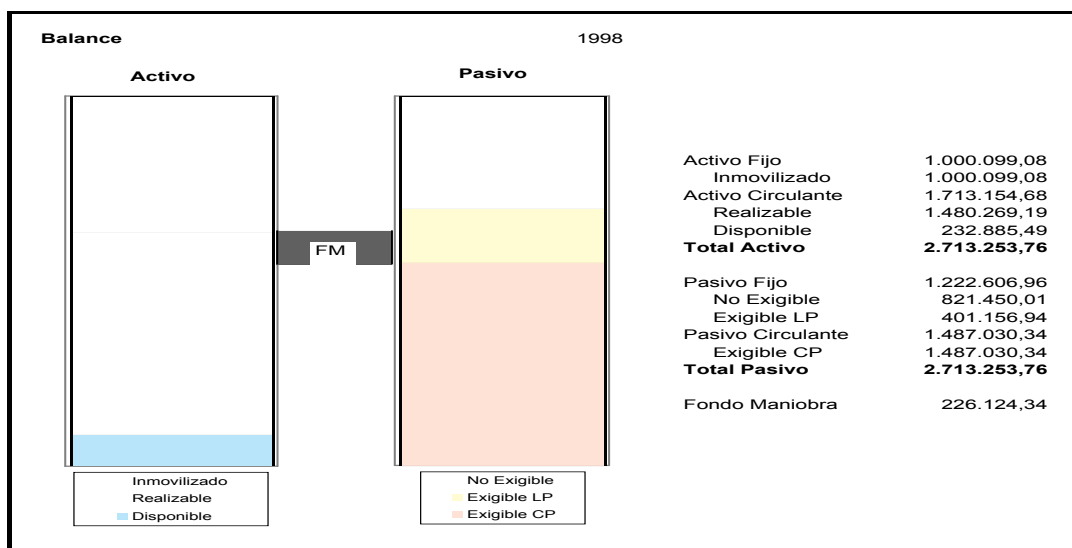 Balance 1998
Activo Pasivo
FM
Inmovilizado
Realizable
Disponible
No Exigible
Exigible LP
Exigible CP
Activo Fijo 1.000.099,08
Inmovilizado 1.000.099,08
Activo Circulante 1.713.154,68
Realizable 1.480.269,19
Disponible 232.885,49
Total Activo 2.713.253,76
Pasivo Fijo 1.222.606,96
No Exigible 821.450,01
Exigible LP 401.156,94
Pasivo Circulante 1.487.030,34
Exigible CP 1.487.030,34
Total Pasivo 2.713.253,76
Fondo Maniobra 226.124,34